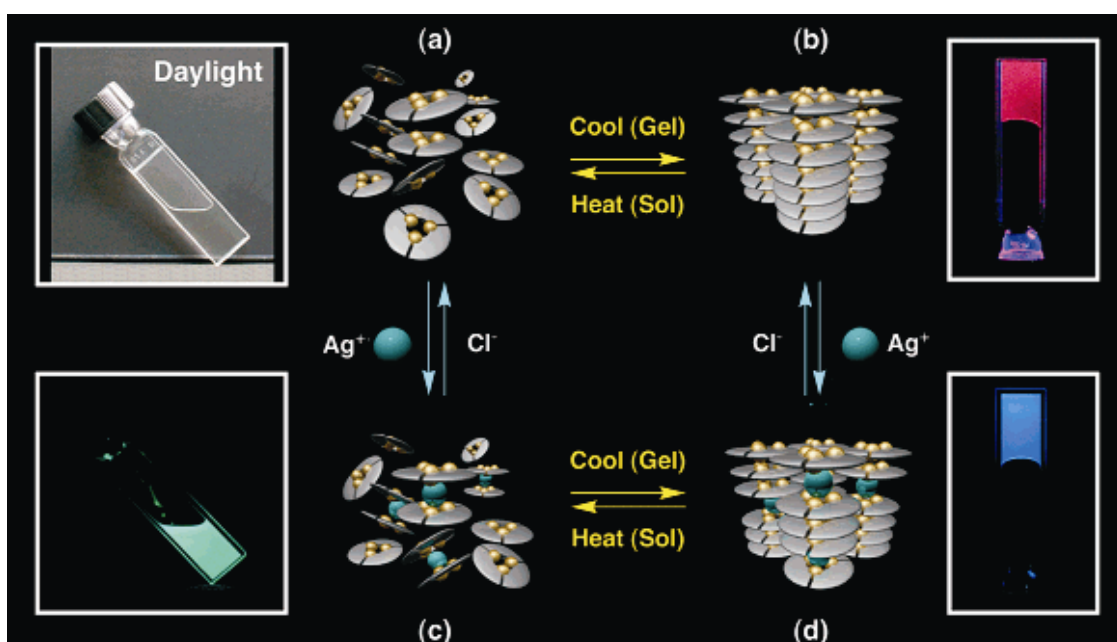 (a)
(b)
Daylight
Cool (Gel)
Heat (Sol)
Ag⁺
Cl⁻
Cl⁻
Ag⁺
Cool (Gel)
Heat (Sol)
(c)
(d)